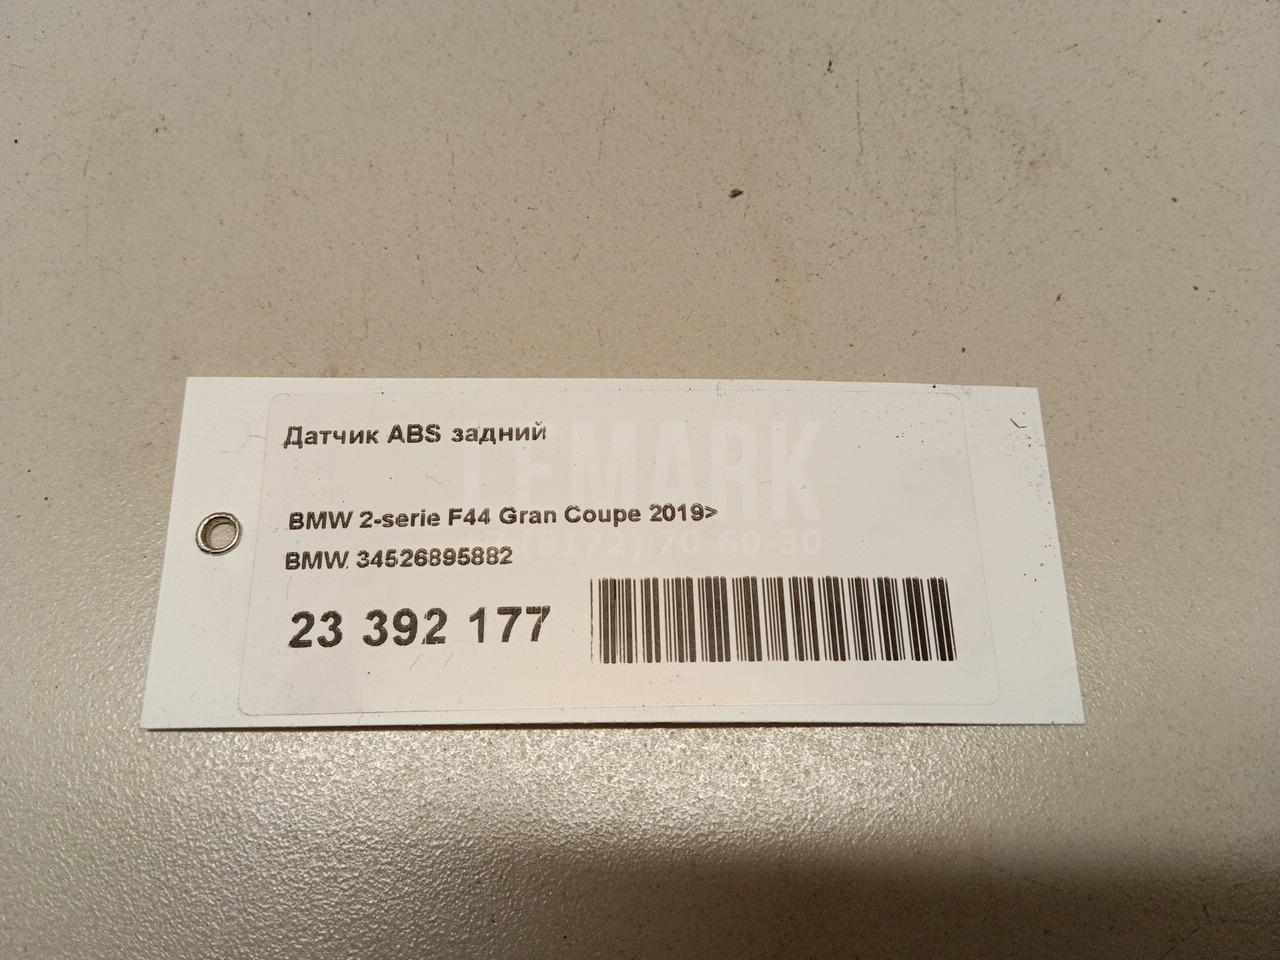 Датчик ABS задний
LEMARK
BMW 2-serie F44 Gran Coupe 2019>
+7 (8172) 70-60-30
BMW 34526895882
23 392 177